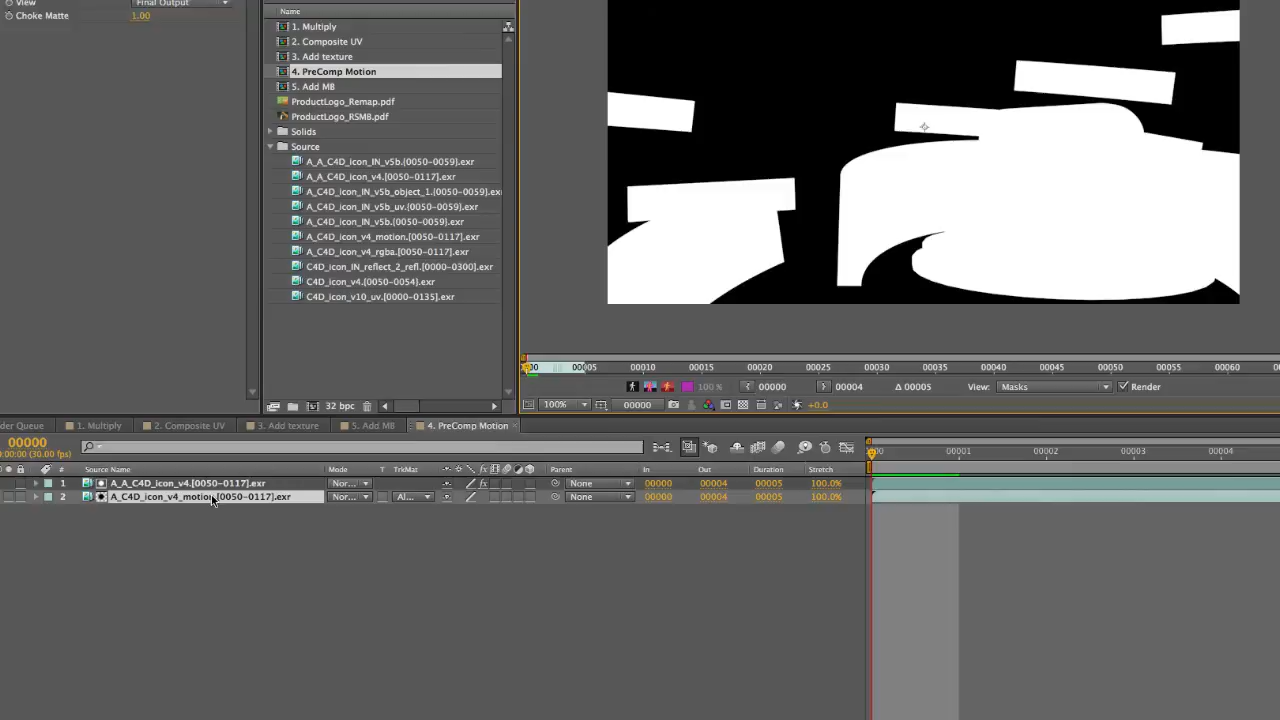 View Final Output
Choke Matte 1.00
Name
1. Multiply
2. Composite UV
3. Add texture
4. PreComp Motion
5. Add MB
ProductLogo_Remap.pdf
ProductLogo_RSMB.pdf
Solids
Source
A_A_C4D_icon_IN_v5b.[0050-0059].exr
A_A_C4D_icon_v4.[0050-0117].exr
A_C4D_icon_IN_v5b_object_1.[0050-0059].ex
A_C4D_icon_IN_v5b_uv.[0050-0059].exr
A_C4D_icon_IN_v5b.[0050-0059].exr
A_C4D_icon_v4_motion.[0050-0117].exr
A_C4D_icon_v4_rgba.[0050-0117].exr
C4D_icon_IN_reflect_2_refl.[0000-0300].exr
C4D_icon_v4.[0050-0054].exr
C4D_icon_v10_uv.[0000-0135].exr
32 bpc
00005 00010 00015 00020 00025 00030 00035 00040 00045 00050 00055 00060
100 % 00000 00004 Δ 00005 View: Masks Render
100% 00000 +0.0
der Queue 1. Multiply 2. Composite UV 3. Add texture 5. Add MB 4. PreComp Motion
00000
0:00:00 (30.00 fps)
# Source Name Mode T TrkMat fx Parent In Out Duration Stretch
000 00001 00002 00003 00004
1 A_A_C4D_icon_v4.[0050-0117].exr Nor... fx None 00000 00004 00005 100.0%
2 A_C4D_icon_v4_motion.[0050-0117].exr Nor... Al... None 00000 00004 00005 100.0%